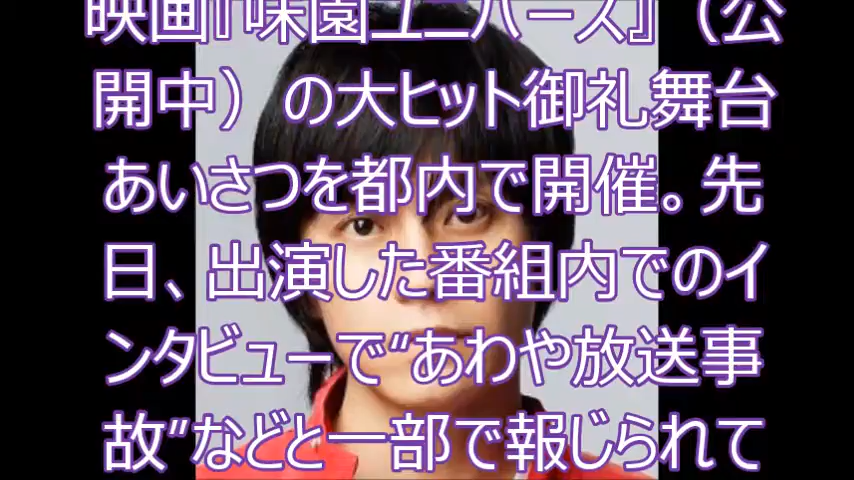 映画『味園ユニバース』（公
開中）の大ヒット御礼舞台
あいさつを都内で開催。先
日、出演した番組内でのイ
ンタビューで“あわや放送事
故”などと一部で報じられて